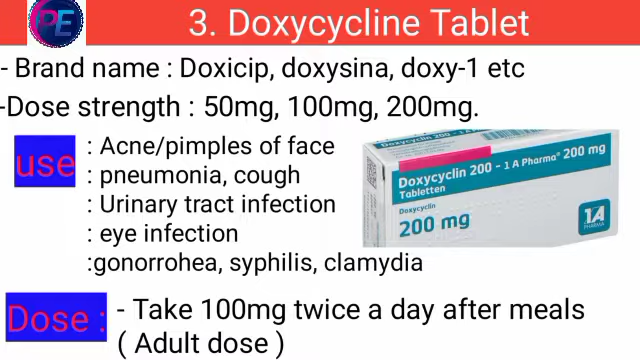 PE
3. Doxycycline Tablet
- Brand name : Doxicip, doxysina, doxy-1 etc
-Dose strength : 50mg, 100mg, 200mg.
use
: Acne/pimples of face
: pneumonia, cough
: Urinary tract infection
: eye infection
:gonorrohea, syphilis, clamydia
Doxycyclin 200 - 1 A Pharma® 200 mg
Tabletten
Doxycyclin
200 mg
1A
PHARMA
Dose :
- Take 100mg twice a day after meals
( Adult dose )